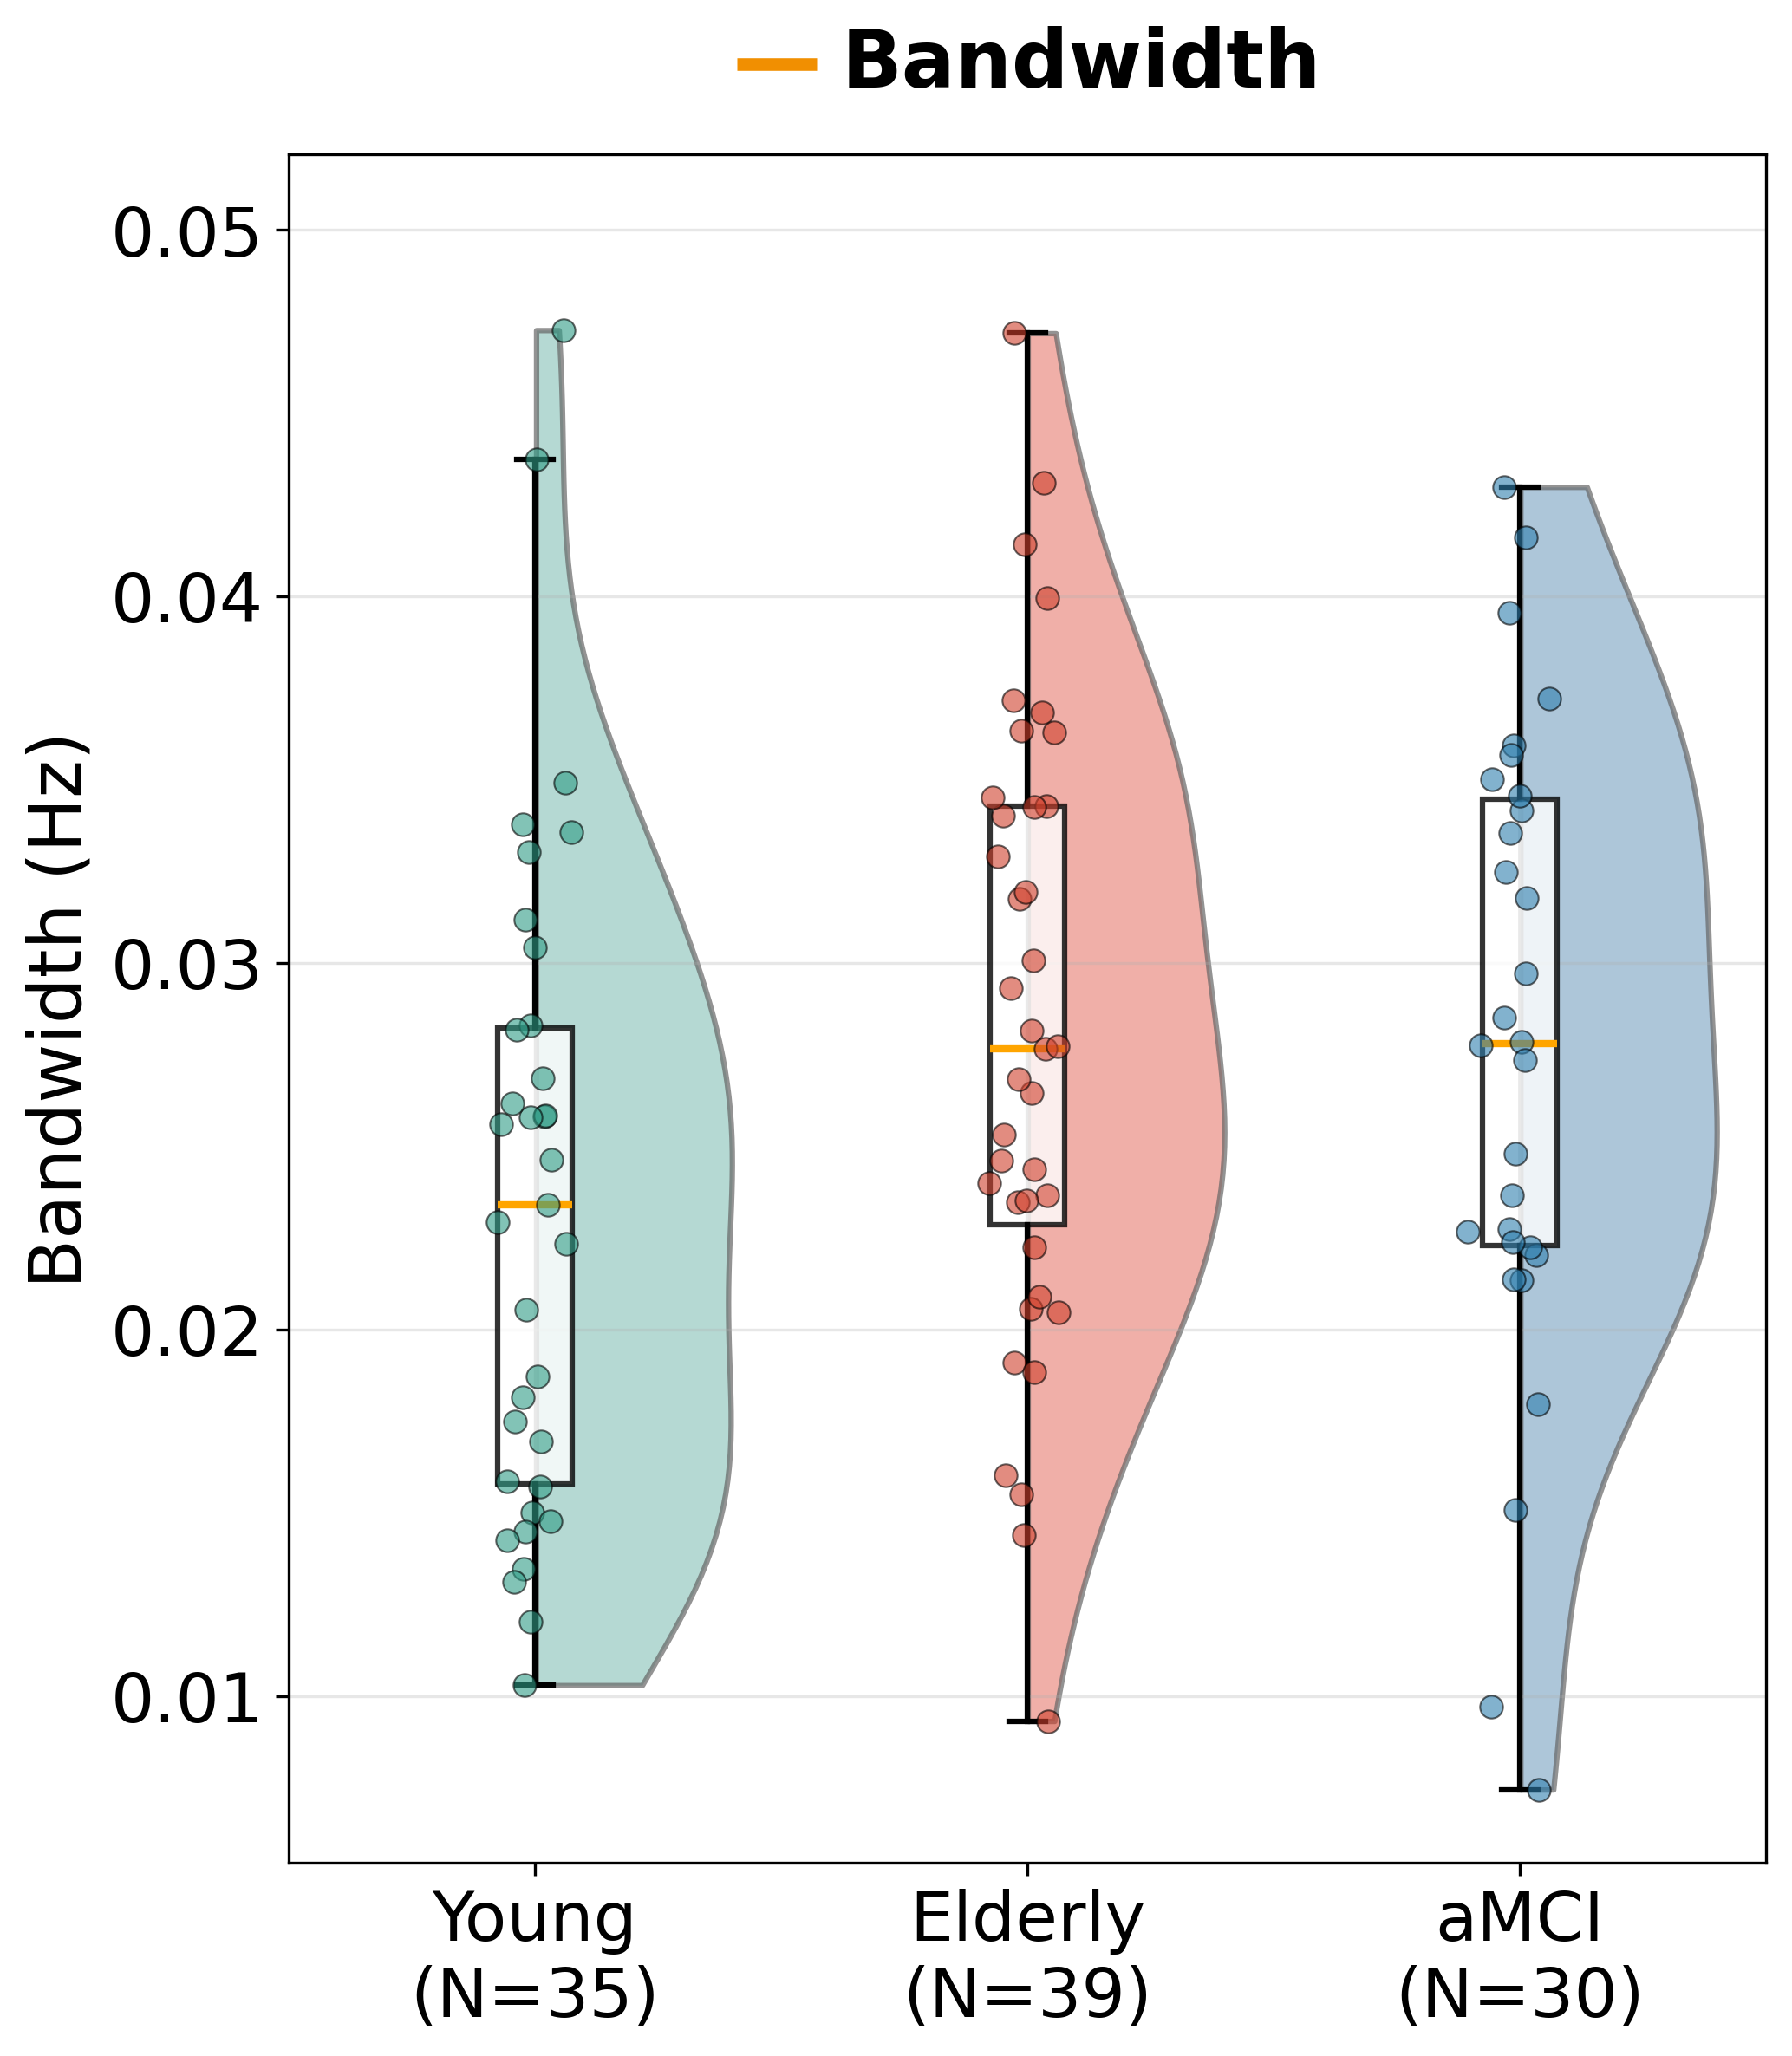 Bandwidth
Bandwidth (Hz)
0.05
0.04
0.03
0.02
0.01
Young
(N=35)
Elderly
(N=39)
aMCI
(N=30)